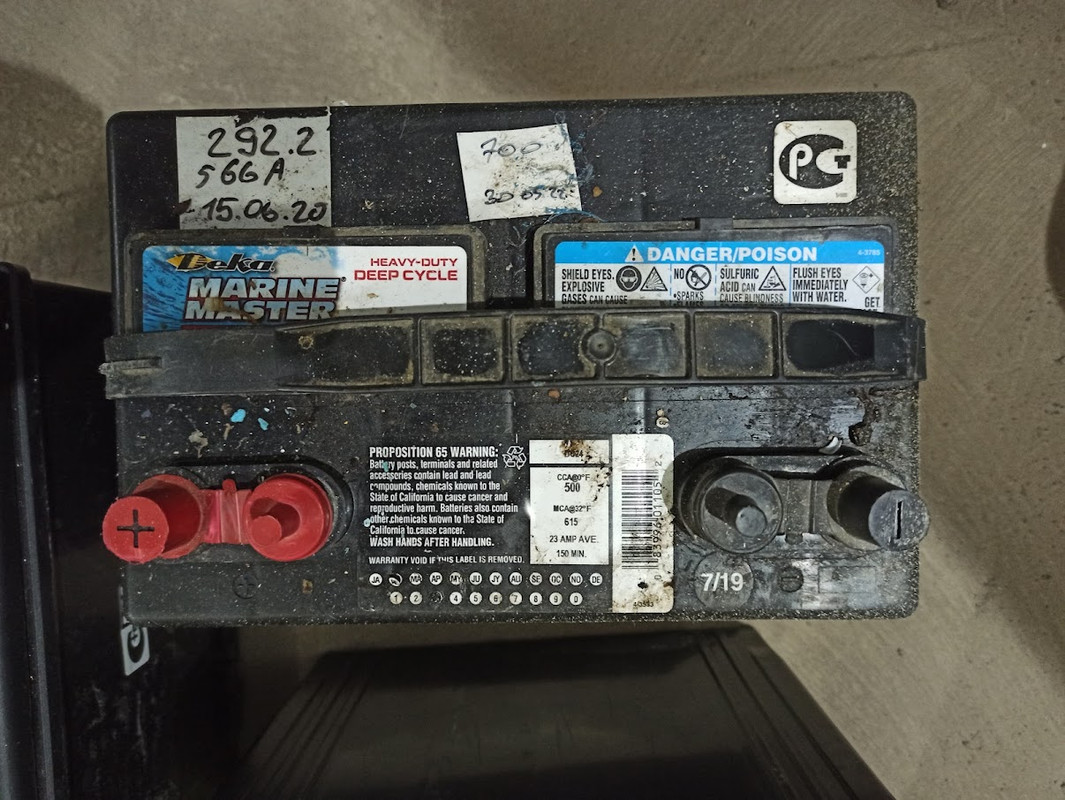 292.2
566A
15.06.20
700
30 05 22
PG
Deka
MARINE
MASTER
HEAVY-DUTY
DEEP CYCLE
DANGER/POISON
SHIELD EYES.
EXPLOSIVE
GASES CAN CAUSE
NO
•SPARKS
SULFURIC
ACID CAN
CAUSE BLINDNESS
FLUSH EYES
IMMEDIATELY
WITH WATER.
GET
PROPOSITION 65 WARNING:
Battery posts, terminals and related
accessories contain lead and lead
compounds, chemicals known to the
State of California to cause cancer and
reproductive harm. Batteries also contain
other chemicals known to the State of
California to cause cancer.
WASH HANDS AFTER HANDLING.
WARRANTY VOID IF THIS LABEL IS REMOVED.
JA MR AP MY JU JY AU SE OC NO DE
1 2 4 5 6 7 8 9 0
CCA@0°F
500
MCA@32°F
615
23 AMP AVE.
150 MIN.
7/19
+
−